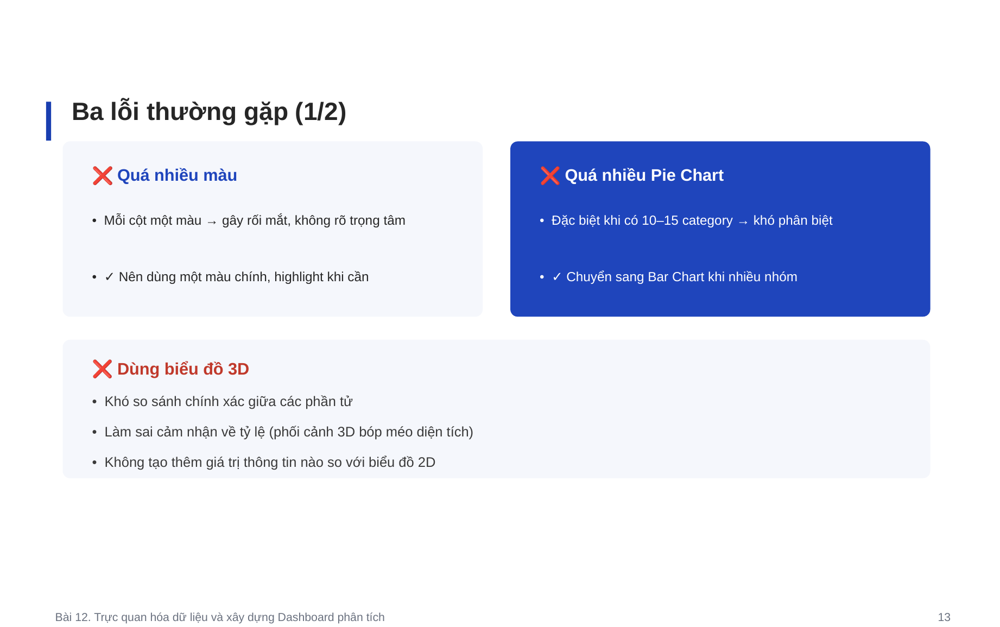 Ba lỗi thường gặp (1/2)
❌ Quá nhiều màu
• Mỗi cột một màu → gây rối mắt, không rõ trọng tâm
• ✓ Nên dùng một màu chính, highlight khi cần
❌ Quá nhiều Pie Chart
• Đặc biệt khi có 10–15 category → khó phân biệt
• ✓ Chuyển sang Bar Chart khi nhiều nhóm
❌ Dùng biểu đồ 3D
• Khó so sánh chính xác giữa các phần tử
• Làm sai cảm nhận về tỷ lệ (phối cảnh 3D bóp méo diện tích)
• Không tạo thêm giá trị thông tin nào so với biểu đồ 2D
Bài 12. Trực quan hóa dữ liệu và xây dựng Dashboard phân tích
13